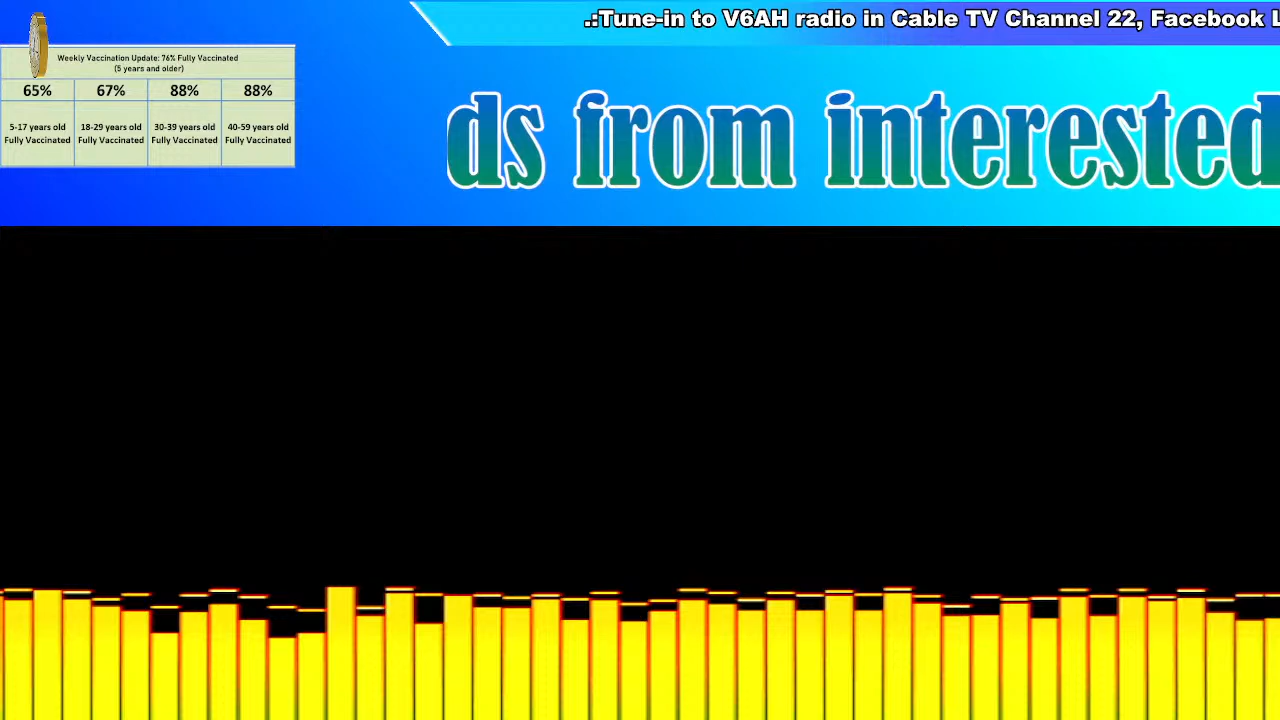 .:Tune-in to V6AH radio in Cable TV Channel 22, Facebook L
Weekly Vaccination Update: 76% Fully Vaccinated
(5 years and older)
65% 67% 88% 88%
5-17 years old 18-29 years old 30-39 years old 40-59 years old
Fully Vaccinated Fully Vaccinated Fully Vaccinated Fully Vaccinated
ds from interested